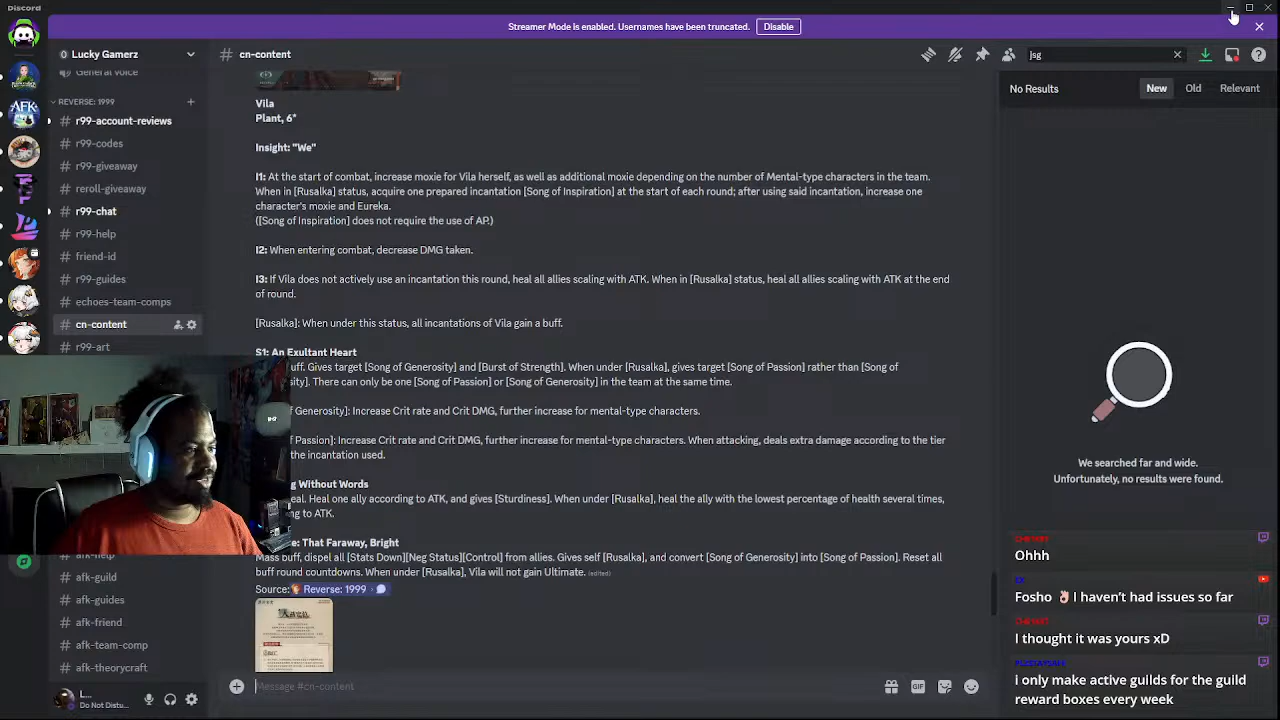 Discord
Streamer Mode is enabled. Usernames have been truncated.
Disable
Lucky Gamerz
# cn-content
jsg
General Voice
REVERSE: 1999
r99-account-reviews
r99-codes
r99-giveaway
reroll-giveaway
r99-chat
r99-help
friend-id
r99-guides
echoes-team-comps
cn-content
r99-art
afk-help
afk-guild
afk-guides
afk-friend
afk-team-comp
afk-theorycraft
L...
Do Not Distu...
AFK
Vila
Plant, 6*
Insight: "We"
I1: At the start of combat, increase moxie for Vila herself, as well as additional moxie depending on the number of Mental-type characters in the team.
When in [Rusalka] status, acquire one prepared incantation [Song of Inspiration] at the start of each round; after using said incantation, increase one
character's moxie and Eureka.
([Song of Inspiration] does not require the use of AP.)
I2: When entering combat, decrease DMG taken.
I3: If Vila does not actively use an incantation this round, heal all allies scaling with ATK. When in [Rusalka] status, heal all allies scaling with ATK at the end
of round.
[Rusalka]: When under this status, all incantations of Vila gain a buff.
S1: An Exultant Heart
uff. Gives target [Song of Generosity] and [Burst of Strength]. When under [Rusalka], gives target [Song of Passion] rather than [Song of
sity]. There can only be one [Song of Passion] or [Song of Generosity] in the team at the same time.
f Generosity]: Increase Crit rate and Crit DMG, further increase for mental-type characters.
f Passion]: Increase Crit rate and Crit DMG, further increase for mental-type characters. When attacking, deals extra damage according to the tier
the incantation used.
g Without Words
eal. Heal one ally according to ATK, and gives [Sturdiness]. When under [Rusalka], heal the ally with the lowest percentage of health several times,
ng to ATK.
e: That Faraway, Bright
Mass buff, dispel all [Stats Down][Neg Status][Control] from allies. Gives self [Rusalka], and convert [Song of Generosity] into [Song of Passion]. Reset all
buff round countdowns. When under [Rusalka], Vila will not gain Ultimate. (edited)
Source: Reverse: 1999
Message #cn-content
GIF
No Results
New
Old
Relevant
We searched far and wide.
Unfortunately, no results were found.
Ohhh
Fosho 👌 I haven't had issues so far
I thought it was yours xD
i only make active guilds for the guild
reward boxes every week